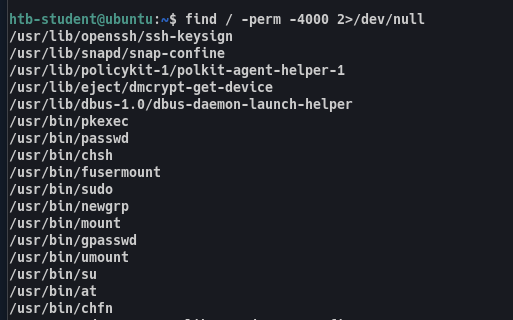 htb-student@ubuntu:~$ find / -perm -4000 2>/dev/null
/usr/lib/openssh/ssh-keysign
/usr/lib/snapd/snap-confine
/usr/lib/policykit-1/polkit-agent-helper-1
/usr/lib/eject/dmcrypt-get-device
/usr/lib/dbus-1.0/dbus-daemon-launch-helper
/usr/bin/pkexec
/usr/bin/passwd
/usr/bin/chsh
/usr/bin/fusermount
/usr/bin/sudo
/usr/bin/newgrp
/usr/bin/mount
/usr/bin/gpasswd
/usr/bin/umount
/usr/bin/su
/usr/bin/at
/usr/bin/chfn